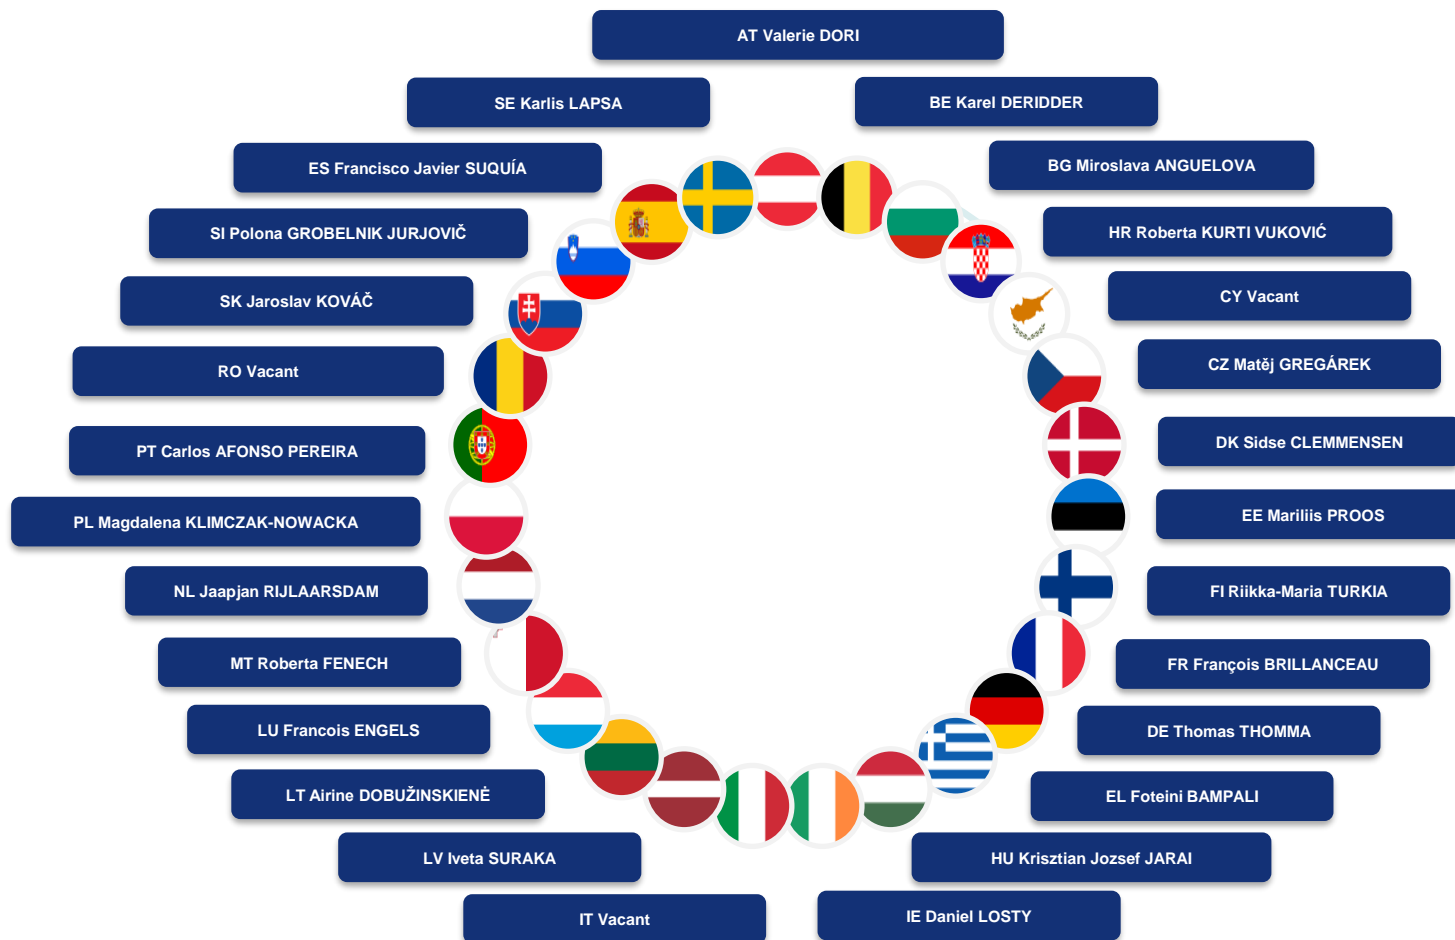 AT Valerie DORI
SE Karlis LAPSA
BE Karel DERIDDER
ES Francisco Javier SUQUÍA
BG Miroslava ANGUELOVA
SI Polona GROBELNIK JURJOVIČ
HR Roberta KURTI VUKOVIĆ
SK Jaroslav KOVÁČ
CY Vacant
RO Vacant
CZ Matěj GREGÁREK
PT Carlos AFONSO PEREIRA
DK Sidse CLEMMENSEN
PL Magdalena KLIMCZAK-NOWACKA
EE Mariliis PROOS
NL Jaapjan RIJLAARSDAM
FI Riikka-Maria TURKIA
MT Roberta FENECH
FR François BRILLANCEAU
LU Francois ENGELS
DE Thomas THOMMA
LT Airine DOBUŽINSKIENĖ
EL Foteini BAMPALI
LV Iveta SURAKA
HU Krisztian Jozsef JARAI
IT Vacant
IE Daniel LOSTY